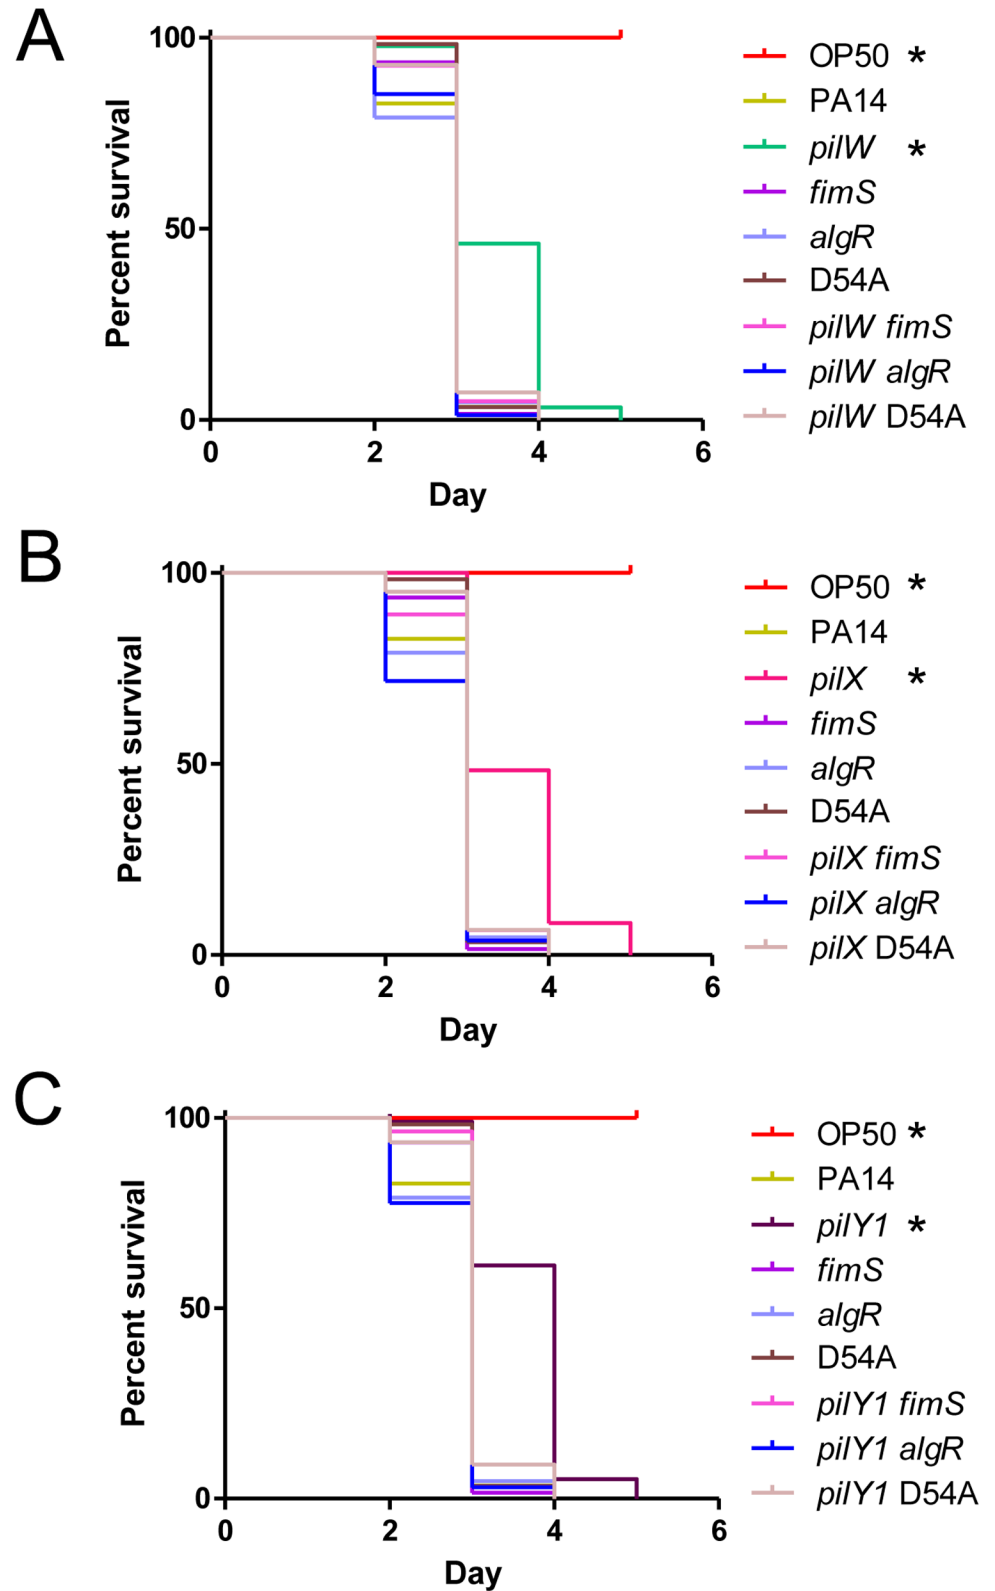 A
Percent survival
100
50
0
0 2 4 6
Day
OP50 *
PA14
pilW *
fimS
algR
D54A
pilW fimS
pilW algR
pilW D54A
B
Percent survival
100
50
0
0 2 4 6
Day
OP50 *
PA14
pilX *
fimS
algR
D54A
pilX fimS
pilX algR
pilX D54A
C
Percent survival
100
50
0
0 2 4 6
Day
OP50 *
PA14
pilY1 *
fimS
algR
D54A
pilY1 fimS
pilY1 algR
pilY1 D54A